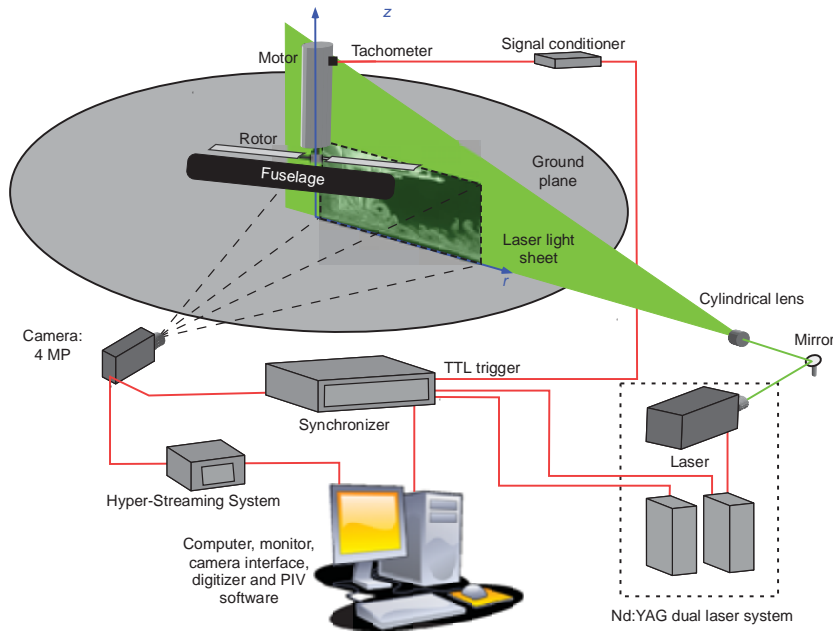 z
Signal conditioner
Motor
Tachometer
Rotor
Fuselage
Ground
plane
Laser light
sheet
r
Cylindrical lens
Mirror
Camera:
4 MP
TTL trigger
Synchronizer
Laser
Hyper-Streaming System
Computer, monitor,
camera interface,
digitizer and PIV
software
Nd:YAG dual laser system